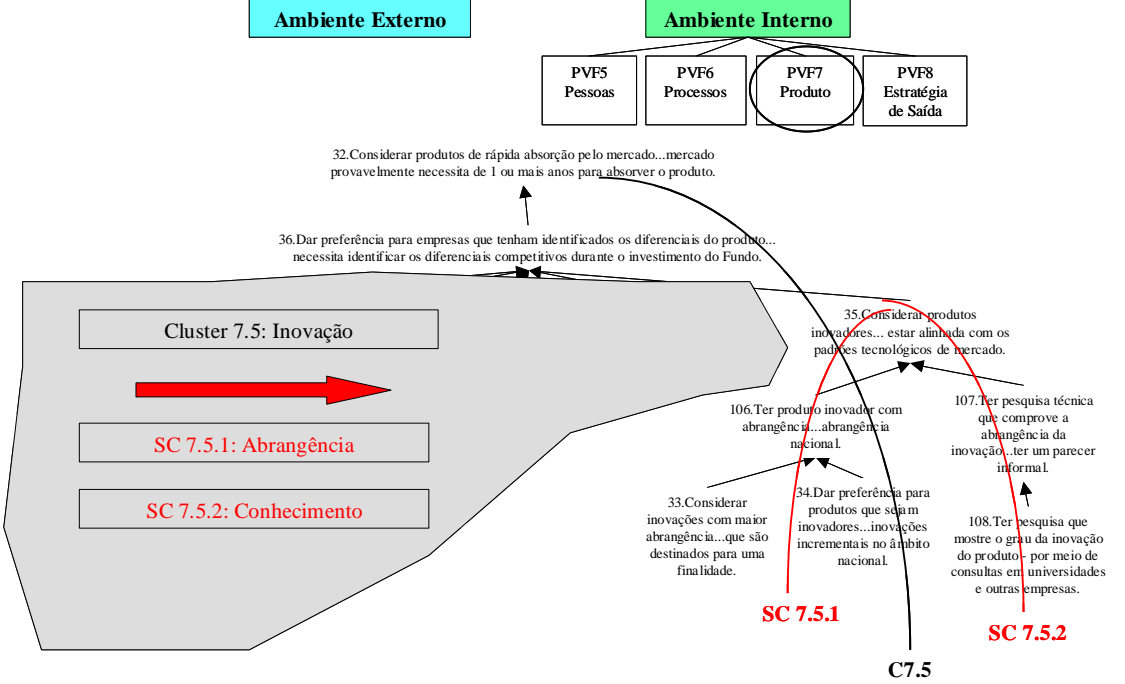 Ambiente Externo
Ambiente Interno
PVF5
Pessoas
PVF6
Processos
PVF7
Produto
PVF8
Estratégia
de Saída
32.Considerar produtos de rápida absorção pelo mercado...mercado
provavelmente necessita de 1 ou mais anos para absorver o produto.
36.Dar preferência para empresas que tenham identificados os diferenciais do produto...
necessita identificar os diferenciais competitivos durante o investimento do Fundo.
Cluster 7.5: Inovação
SC 7.5.1: Abrangência
SC 7.5.2: Conhecimento
35.Considerar produtos
inovadores... estar alinhada com os
padrões tecnológicos de mercado.
106.Ter produto inovador com
abrangência...abrangência
nacional.
107.Ter pesquisa técnica
que comprove a
abrangência da
inovação...ter um parecer
informal.
33.Considerar
inovações com maior
abrangência...que são
destinados para uma
finalidade.
34.Dar preferência para
produtos que sejam
inovadores...inovações
incrementais no âmbito
nacional.
108.Ter pesquisa que
mostre o grau da inovação
do produto - por meio de
consultas em universidades
e outras empresas.
SC 7.5.1
SC 7.5.2
C7.5